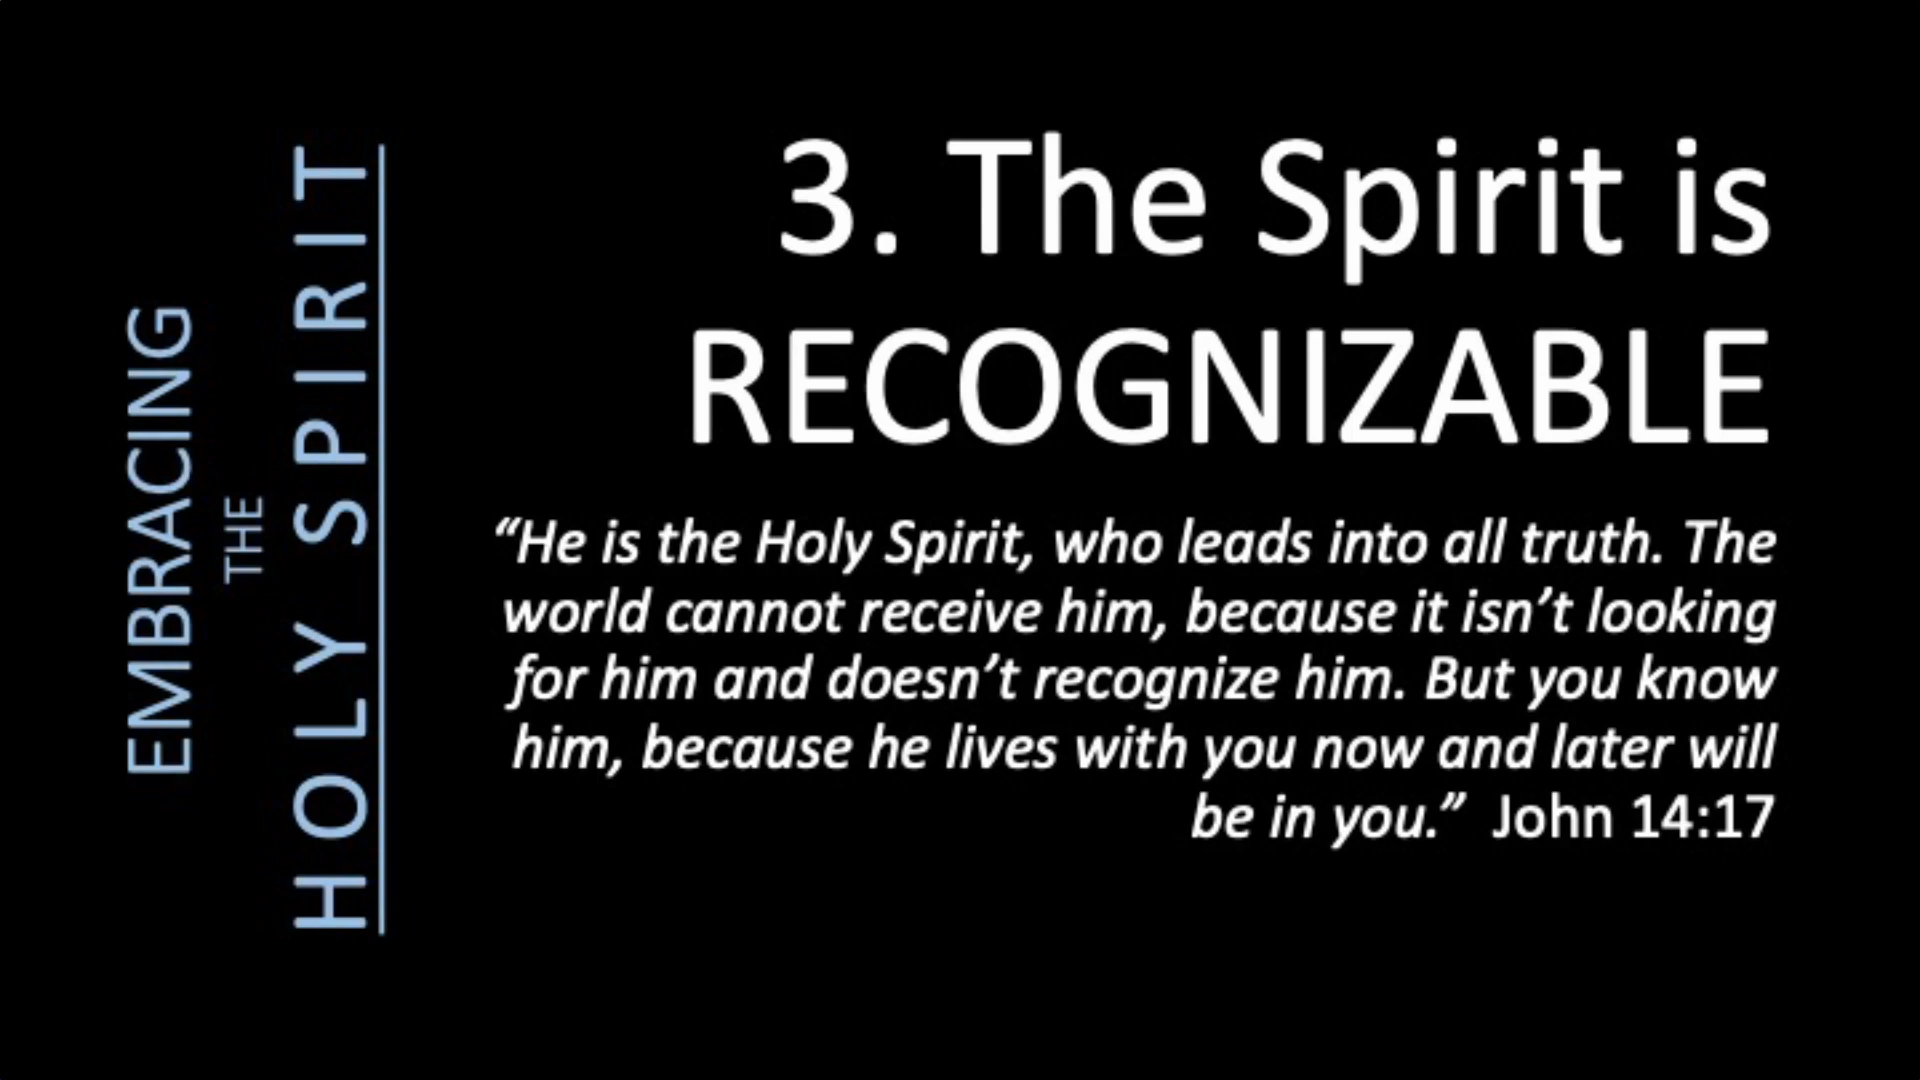 EMBRACING
THE
HOLY SPIRIT
3. The Spirit is
RECOGNIZABLE
“He is the Holy Spirit, who leads into all truth. The
world cannot receive him, because it isn’t looking
for him and doesn’t recognize him. But you know
him, because he lives with you now and later will
be in you.” John 14:17